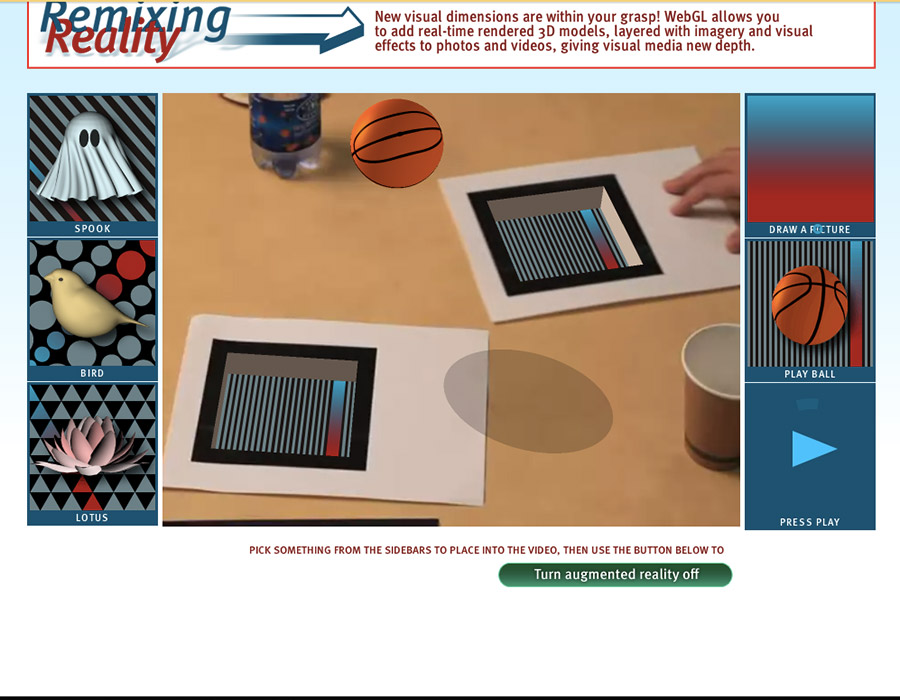 Remixing
Reality
New visual dimensions are within your grasp! WebGL allows you
to add real-time rendered 3D models, layered with imagery and visual
effects to photos and videos, giving visual media new depth.
SPOOK
DRAW A PICTURE
BIRD
PLAY BALL
LOTUS
PRESS PLAY
PICK SOMETHING FROM THE SIDEBARS TO PLACE INTO THE VIDEO, THEN USE THE BUTTON BELOW TO
Turn augmented reality off